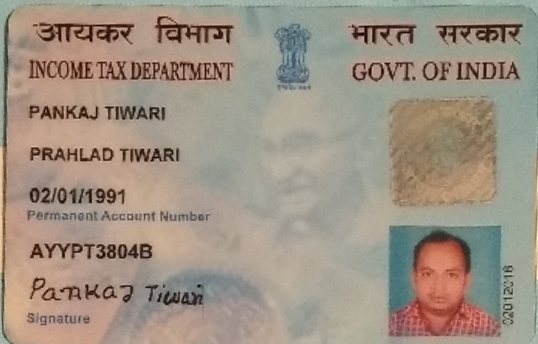 आयकर विभाग
INCOME TAX DEPARTMENT
भारत सरकार
GOVT. OF INDIA
PANKAJ TIWARI
PRAHLAD TIWARI
02/01/1991
Permanent Account Number
AYYPT3804B
Pankaj Tiwari
Signature
02012016